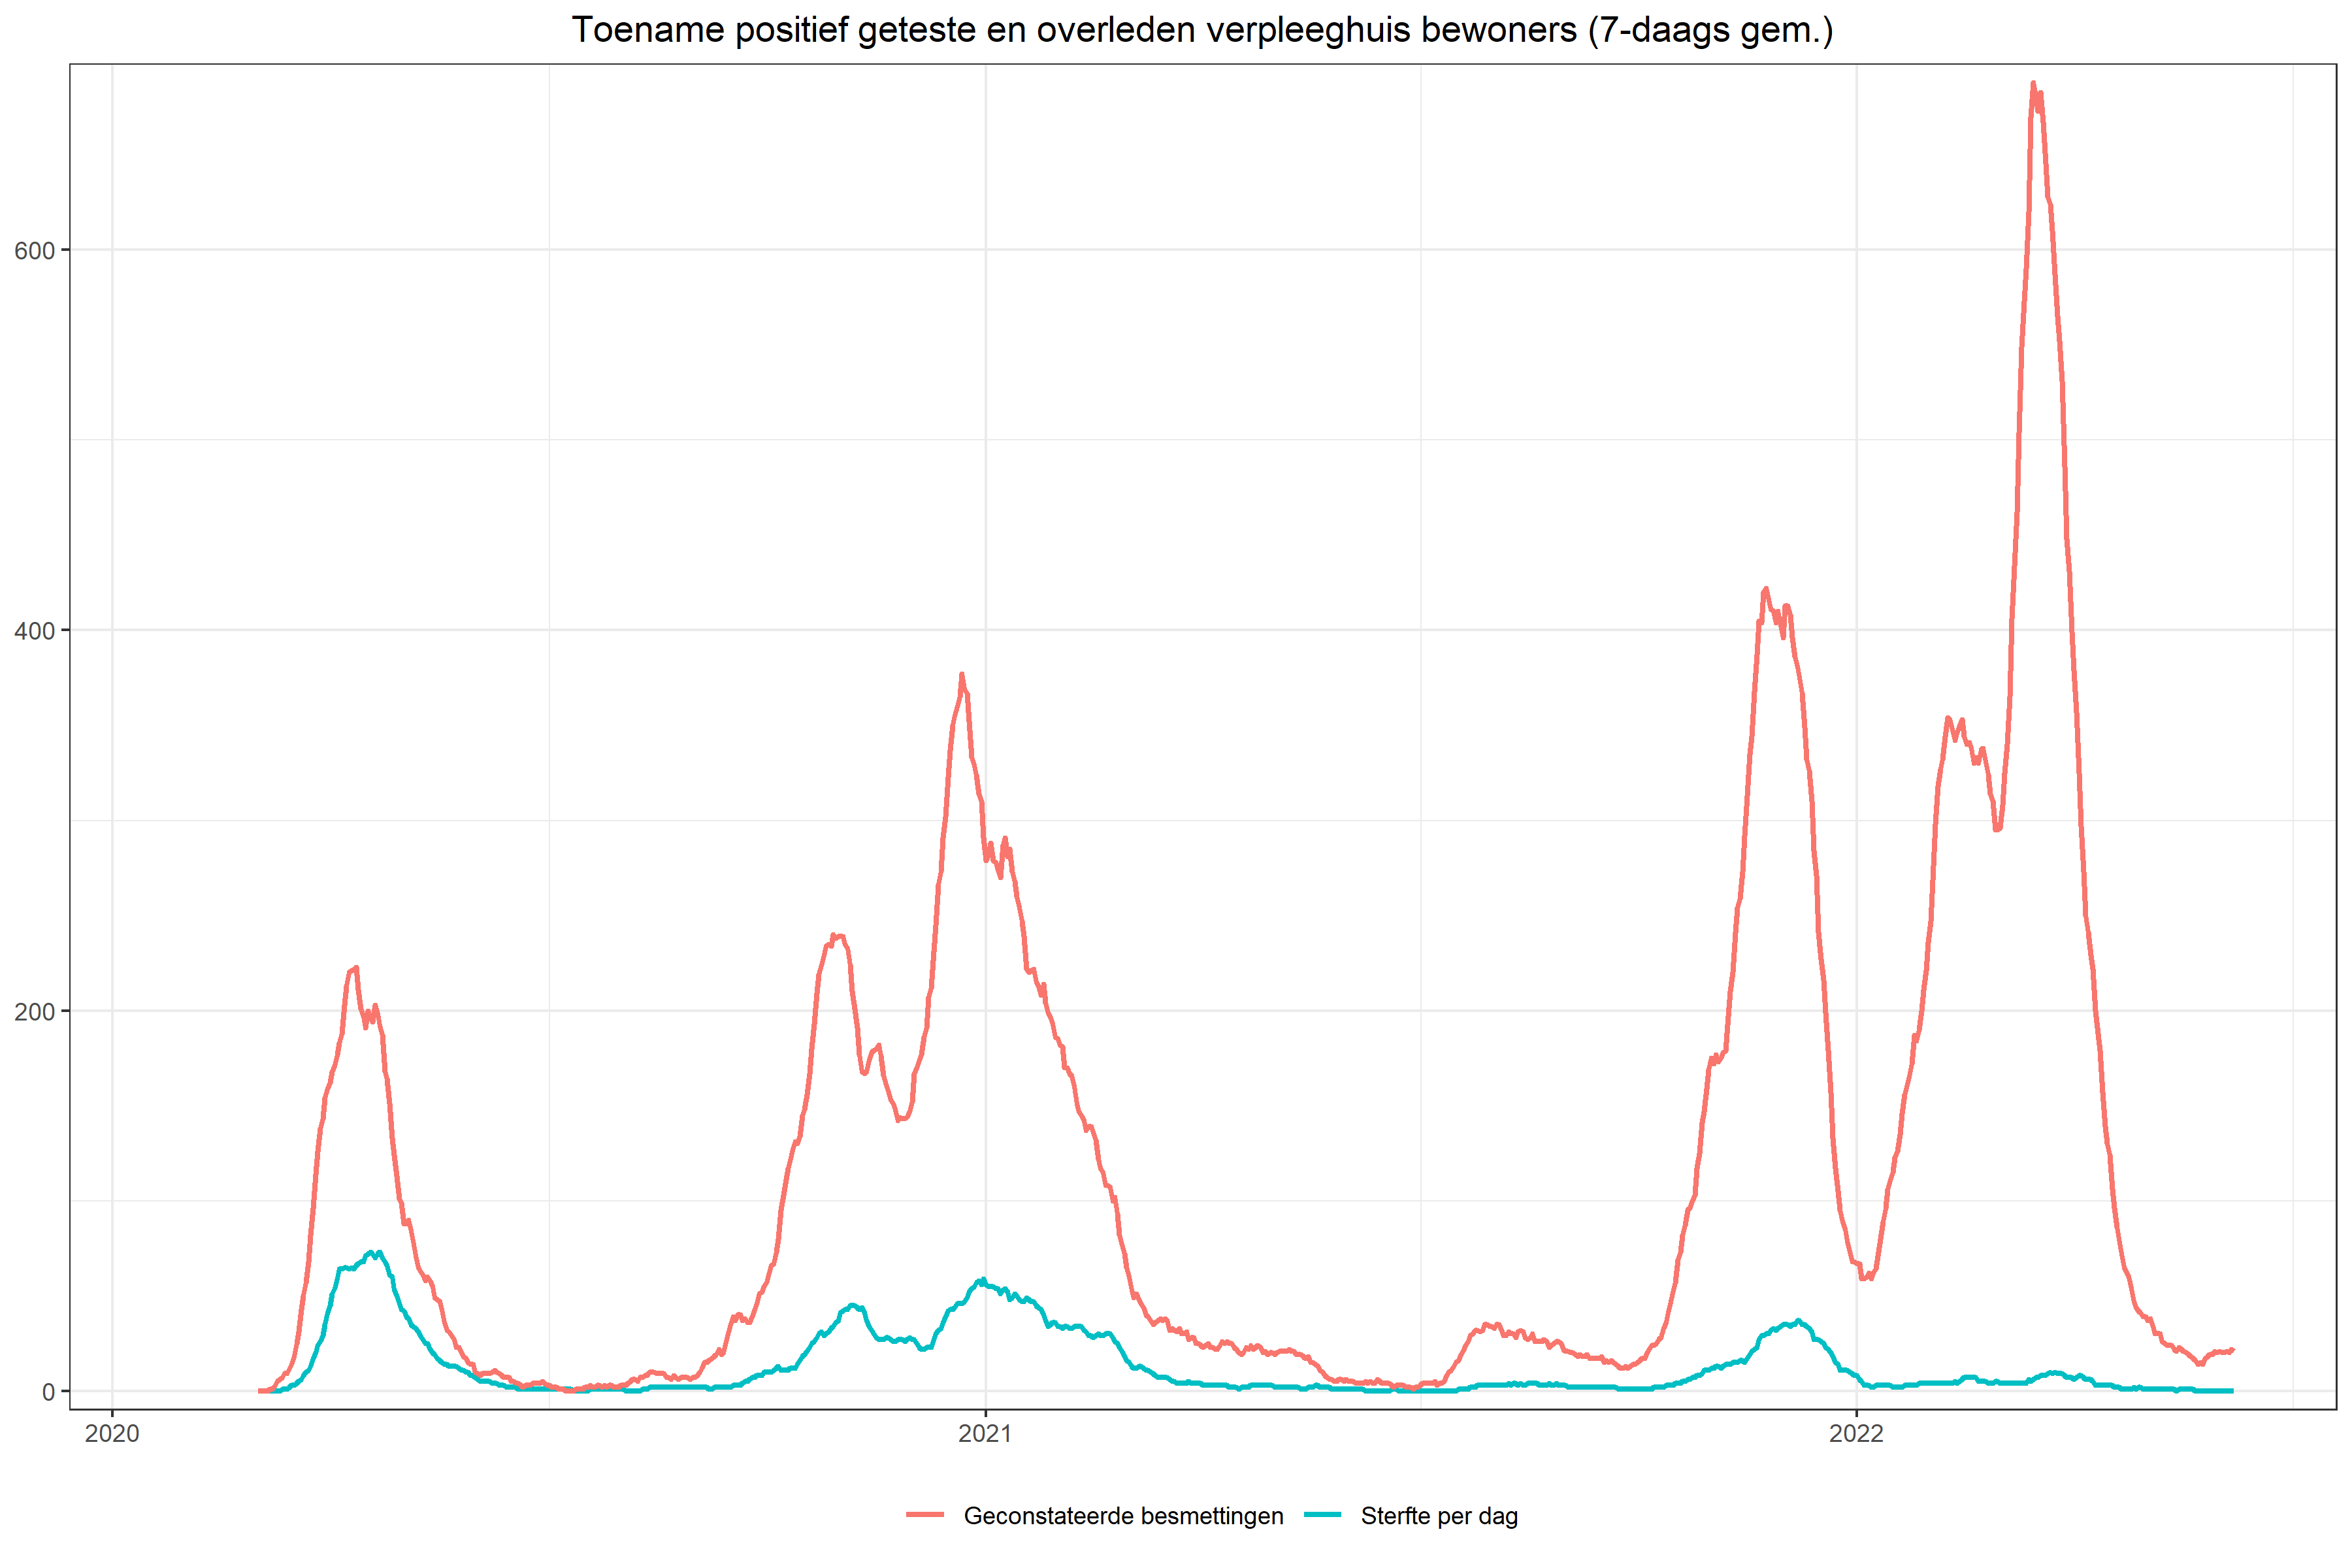 Toename positief geteste en overleden verpleeghuis bewoners (7-daags gem.)
600
400
200
0
2020 2021 2022
Geconstateerde besmettingen Sterfte per dag